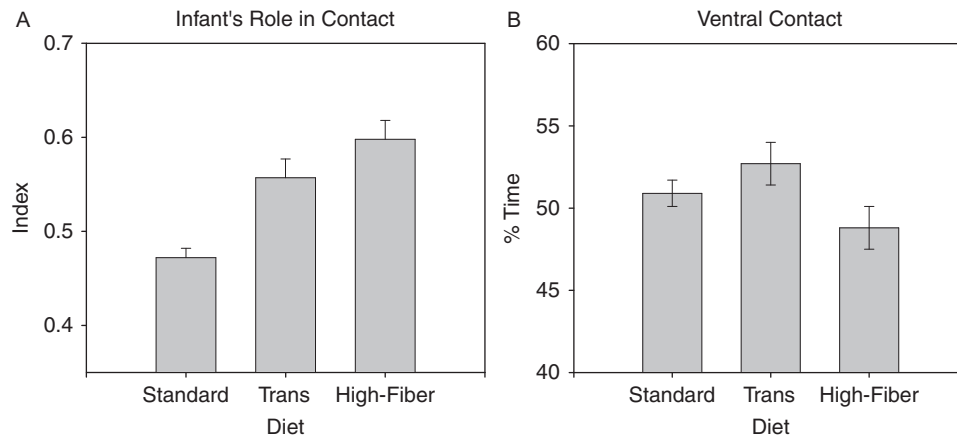 A
Infant's Role in Contact
0.7
0.6
0.5
0.4
Index
Standard Trans High-Fiber
Diet
B
Ventral Contact
60
55
50
45
40
% Time
Standard Trans High-Fiber
Diet